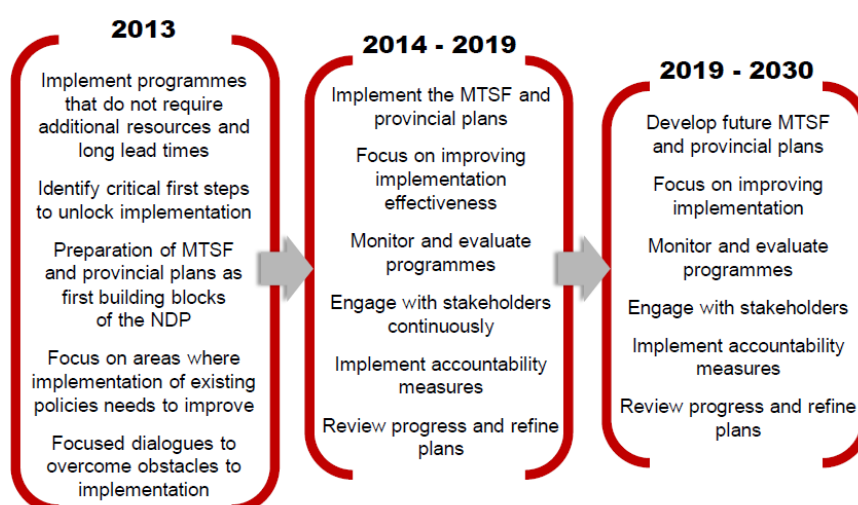 2013
Implement programmes
that do not require
additional resources and
long lead times
Identify critical first steps
to unlock implementation
Preparation of MTSF
and provincial plans as
first building blocks
of the NDP
Focus on areas where
implementation of existing
policies needs to improve
Focused dialogues to
overcome obstacles to
implementation
2014 - 2019
Implement the MTSF and
provincial plans
Focus on improving
implementation
effectiveness
Monitor and evaluate
programmes
Engage with stakeholders
continuously
Implement accountability
measures
Review progress and refine
plans
2019 - 2030
Develop future MTSF
and provincial plans
Focus on improving
implementation
Monitor and evaluate
programmes
Engage with stakeholders
Implement accountability
measures
Review progress and refine
plans